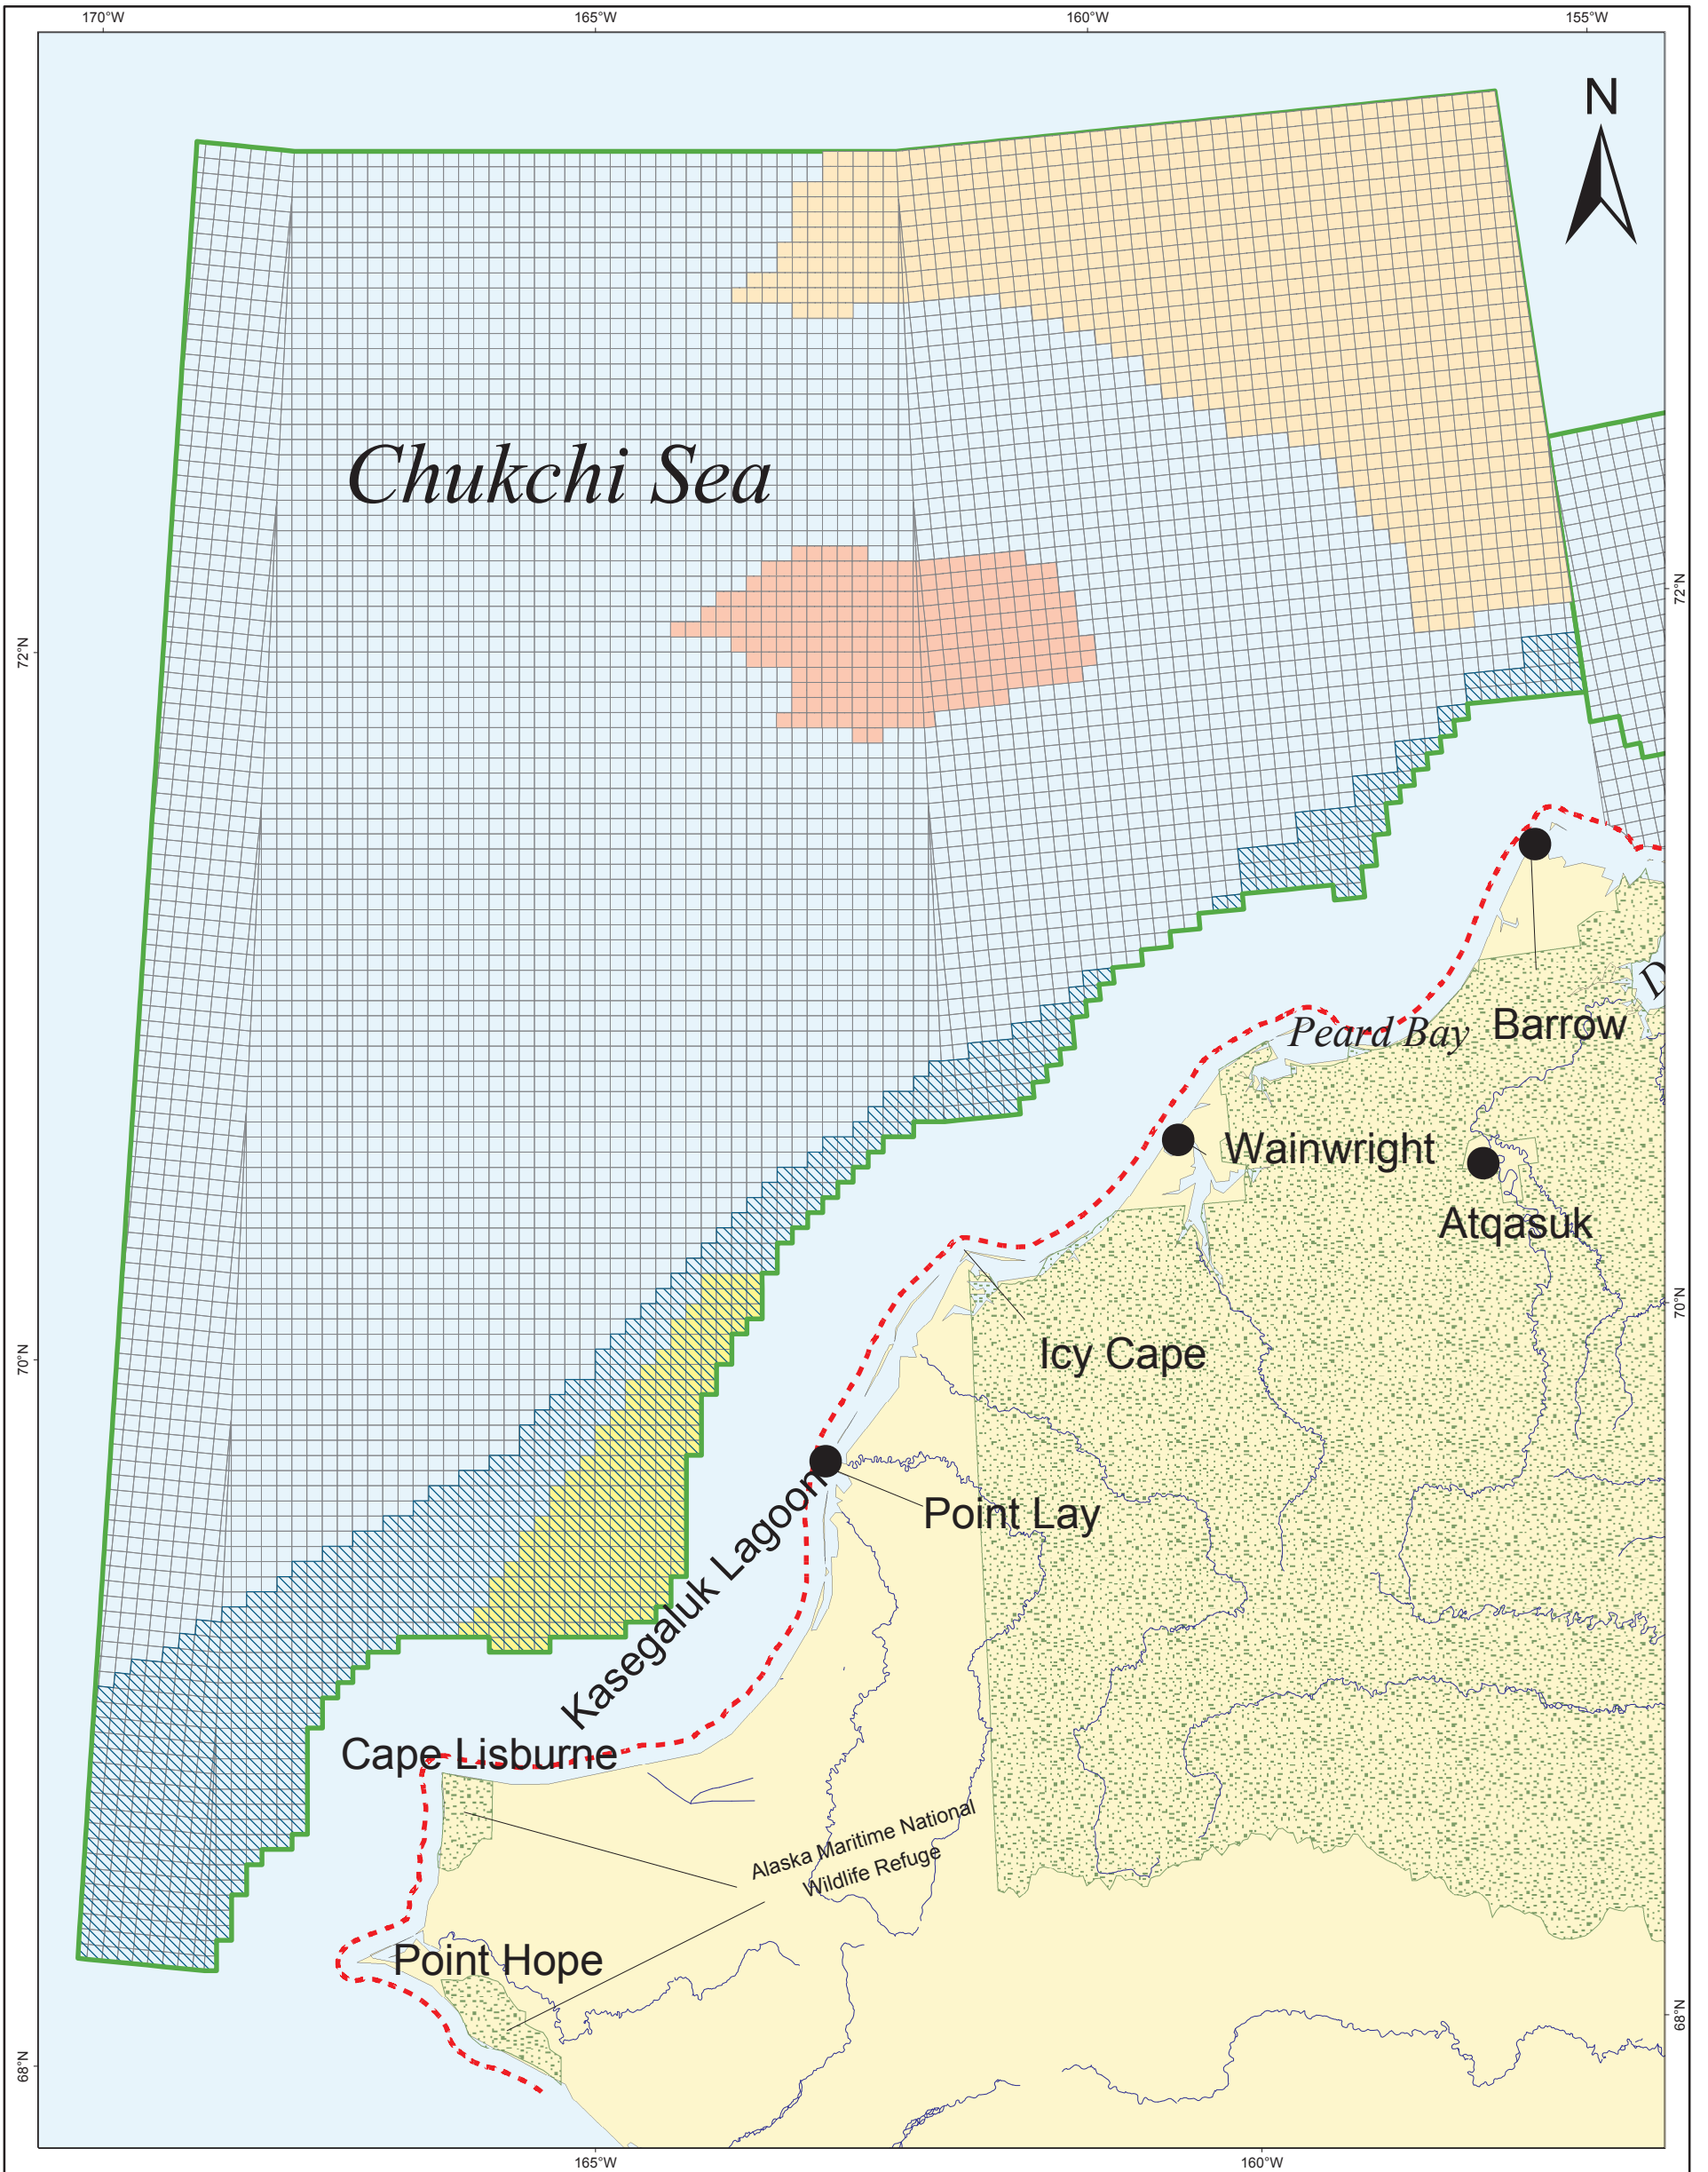 170°W 165°W 160°W 155°W
N
Chukchi Sea
72°N
72°N
D
Peard Bay
Barrow
Wainwright
Atqasuk
70°N
Icy Cape
70°N
Point Lay
Kasegaluk Lagoon
Cape Lisburne
Alaska Maritime National
Wildlife Refuge
Point Hope
68°N
68°N
165°W 160°W